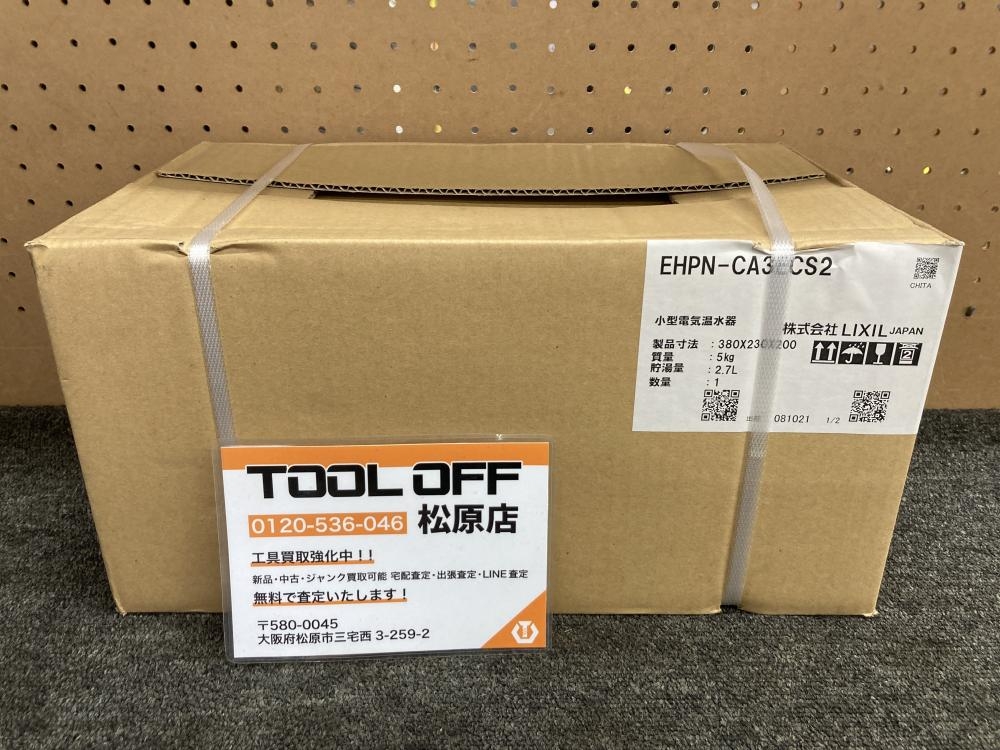 EHPN-CA3ECS2
CHITA
小型電気温水器
株式会社 LIXIL JAPAN
製品寸法 : 380X230X200
質量 : 5kg
貯湯量 : 2.7L
数量 : 1
出荷 081021 1/2
TOOL OFF
0120-536-046 松原店
工具買取強化中!!
新品・中古・ジャンク買取可能 宅配査定・出張査定・LINE査定
無料で査定いたします!
〒580-0045
大阪府松原市三宅西 3-259-2